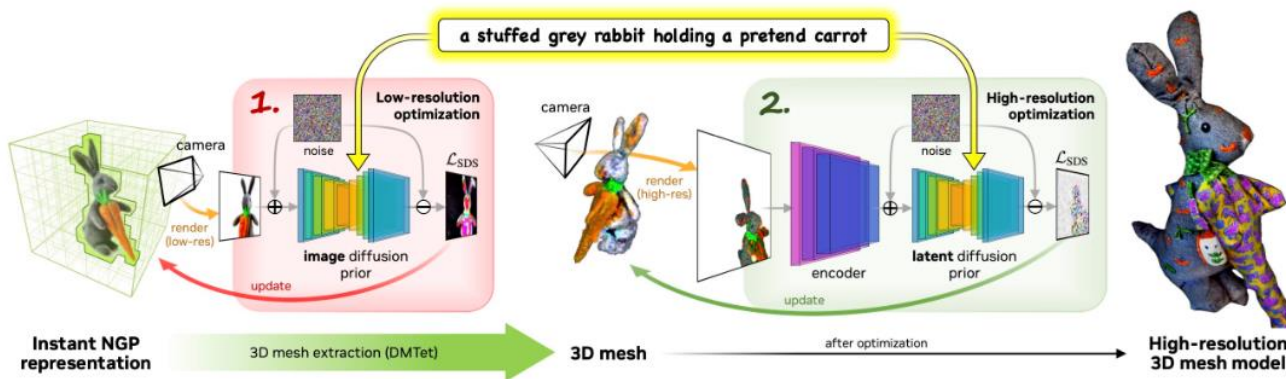 a stuffed grey rabbit holding a pretend carrot
1.
Low-resolution
optimization
camera
noise
ℒSDS
render
(low-res)
image diffusion
prior
update
camera
render
(high-res)
2.
High-resolution
optimization
noise
ℒSDS
encoder
latent diffusion
prior
update
Instant NGP
representation
3D mesh extraction (DMTet)
3D mesh
after optimization
High-resolution
3D mesh model